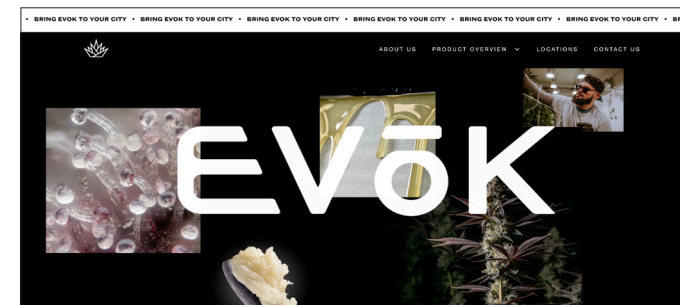 • BRING EVOK TO YOUR CITY • BRING EVOK TO YOUR CITY • BRING EVOK TO YOUR CITY • BRING EVOK TO YOUR CITY • BRING EVOK TO YOUR CITY • BRING EVOK TO YOUR CITY • BR
ABOUT US PRODUCT OVERVIEW LOCATIONS CONTACT US
EVōK